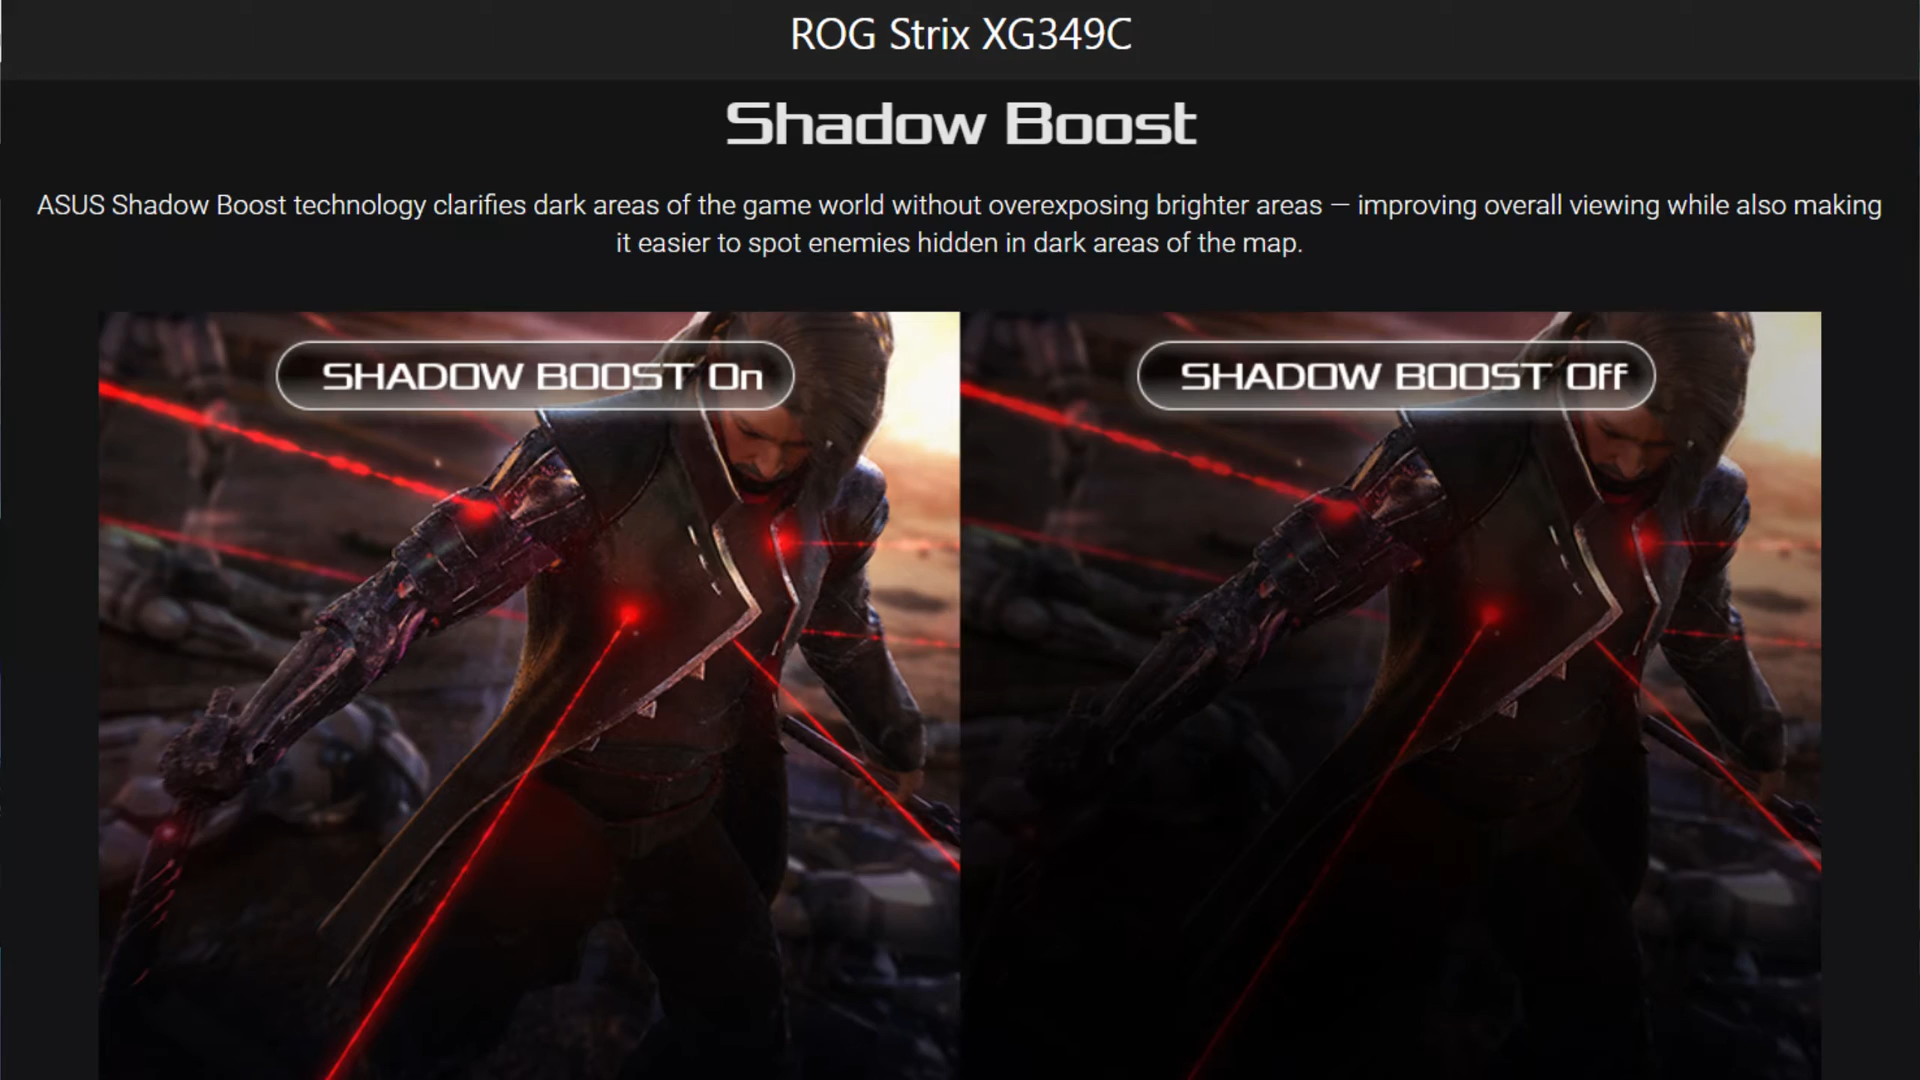 ROG Strix XG349C
Shadow Boost
ASUS Shadow Boost technology clarifies dark areas of the game world without overexposing brighter areas — improving overall viewing while also making
it easier to spot enemies hidden in dark areas of the map.
SHADOW BOOST On
SHADOW BOOST Off